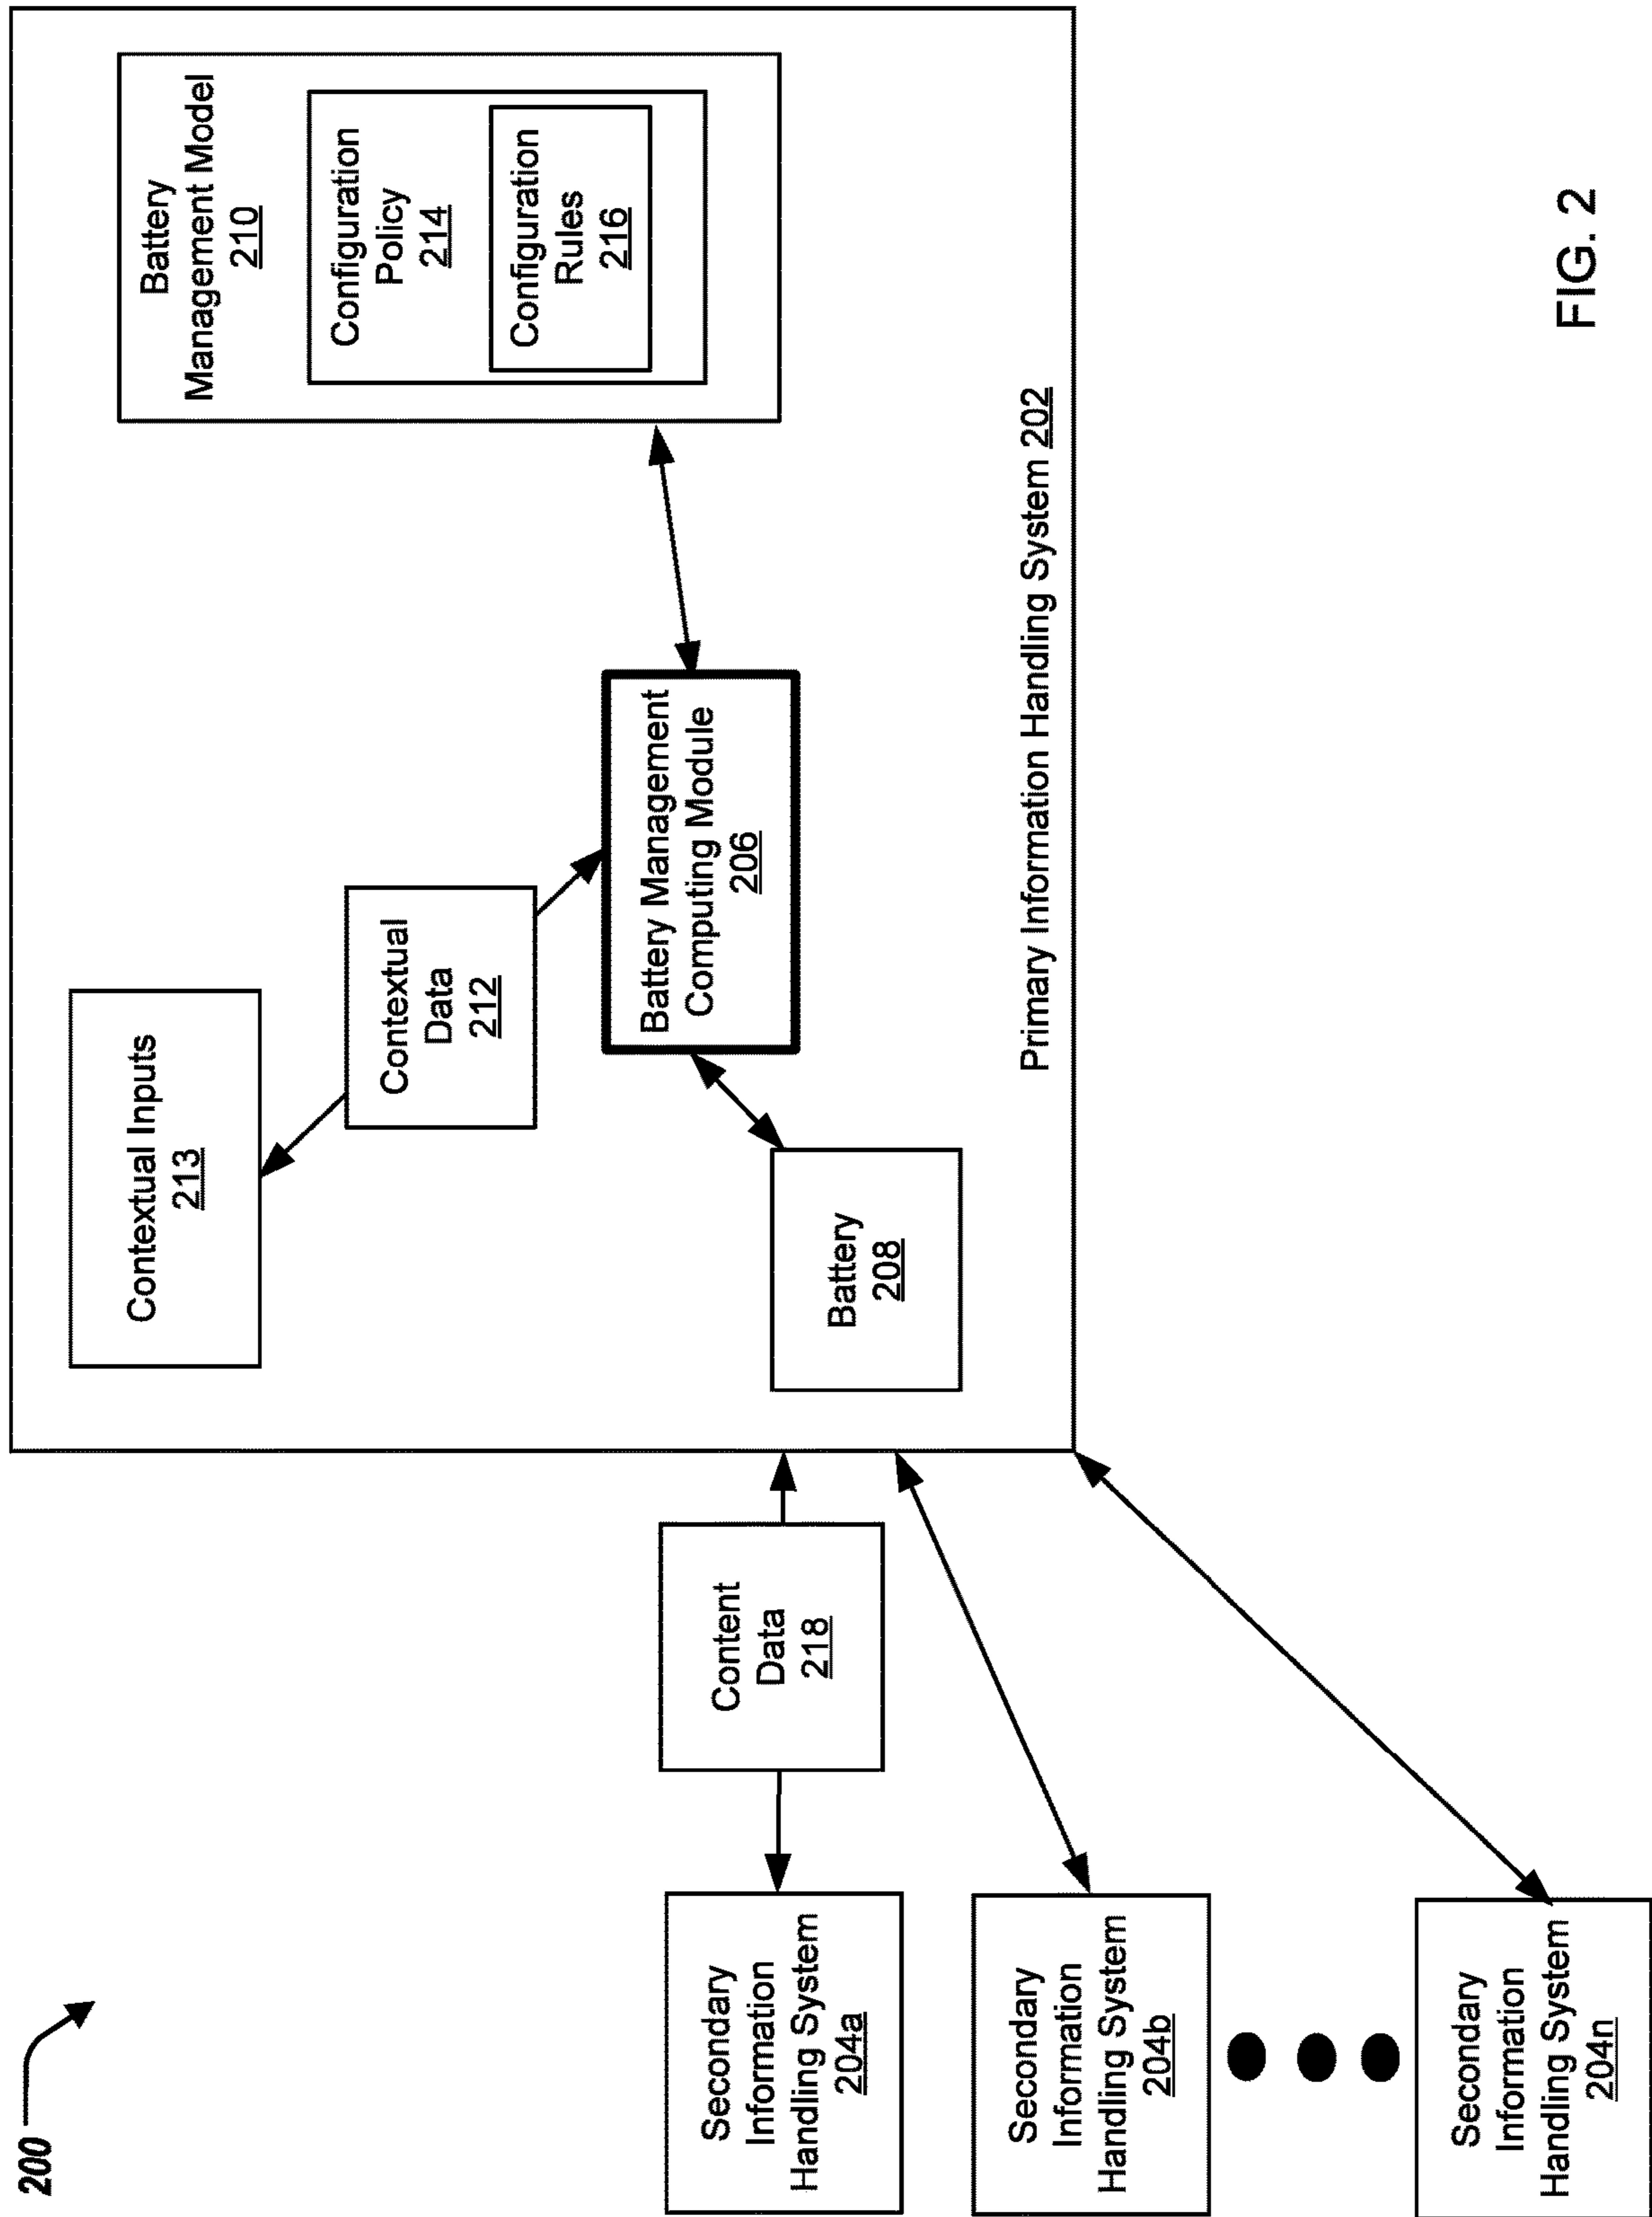 200
Contextual Inputs
213
Contextual
Data
212
Battery
Management Model
210
Configuration
Policy
214
Configuration
Rules
216
Battery Management
Computing Module
206
Battery
208
Primary Information Handling System 202
Content
Data
218
Secondary
Information
Handling System
204a
Secondary
Information
Handling System
204b
Secondary
Information
Handling System
204n
FIG. 2